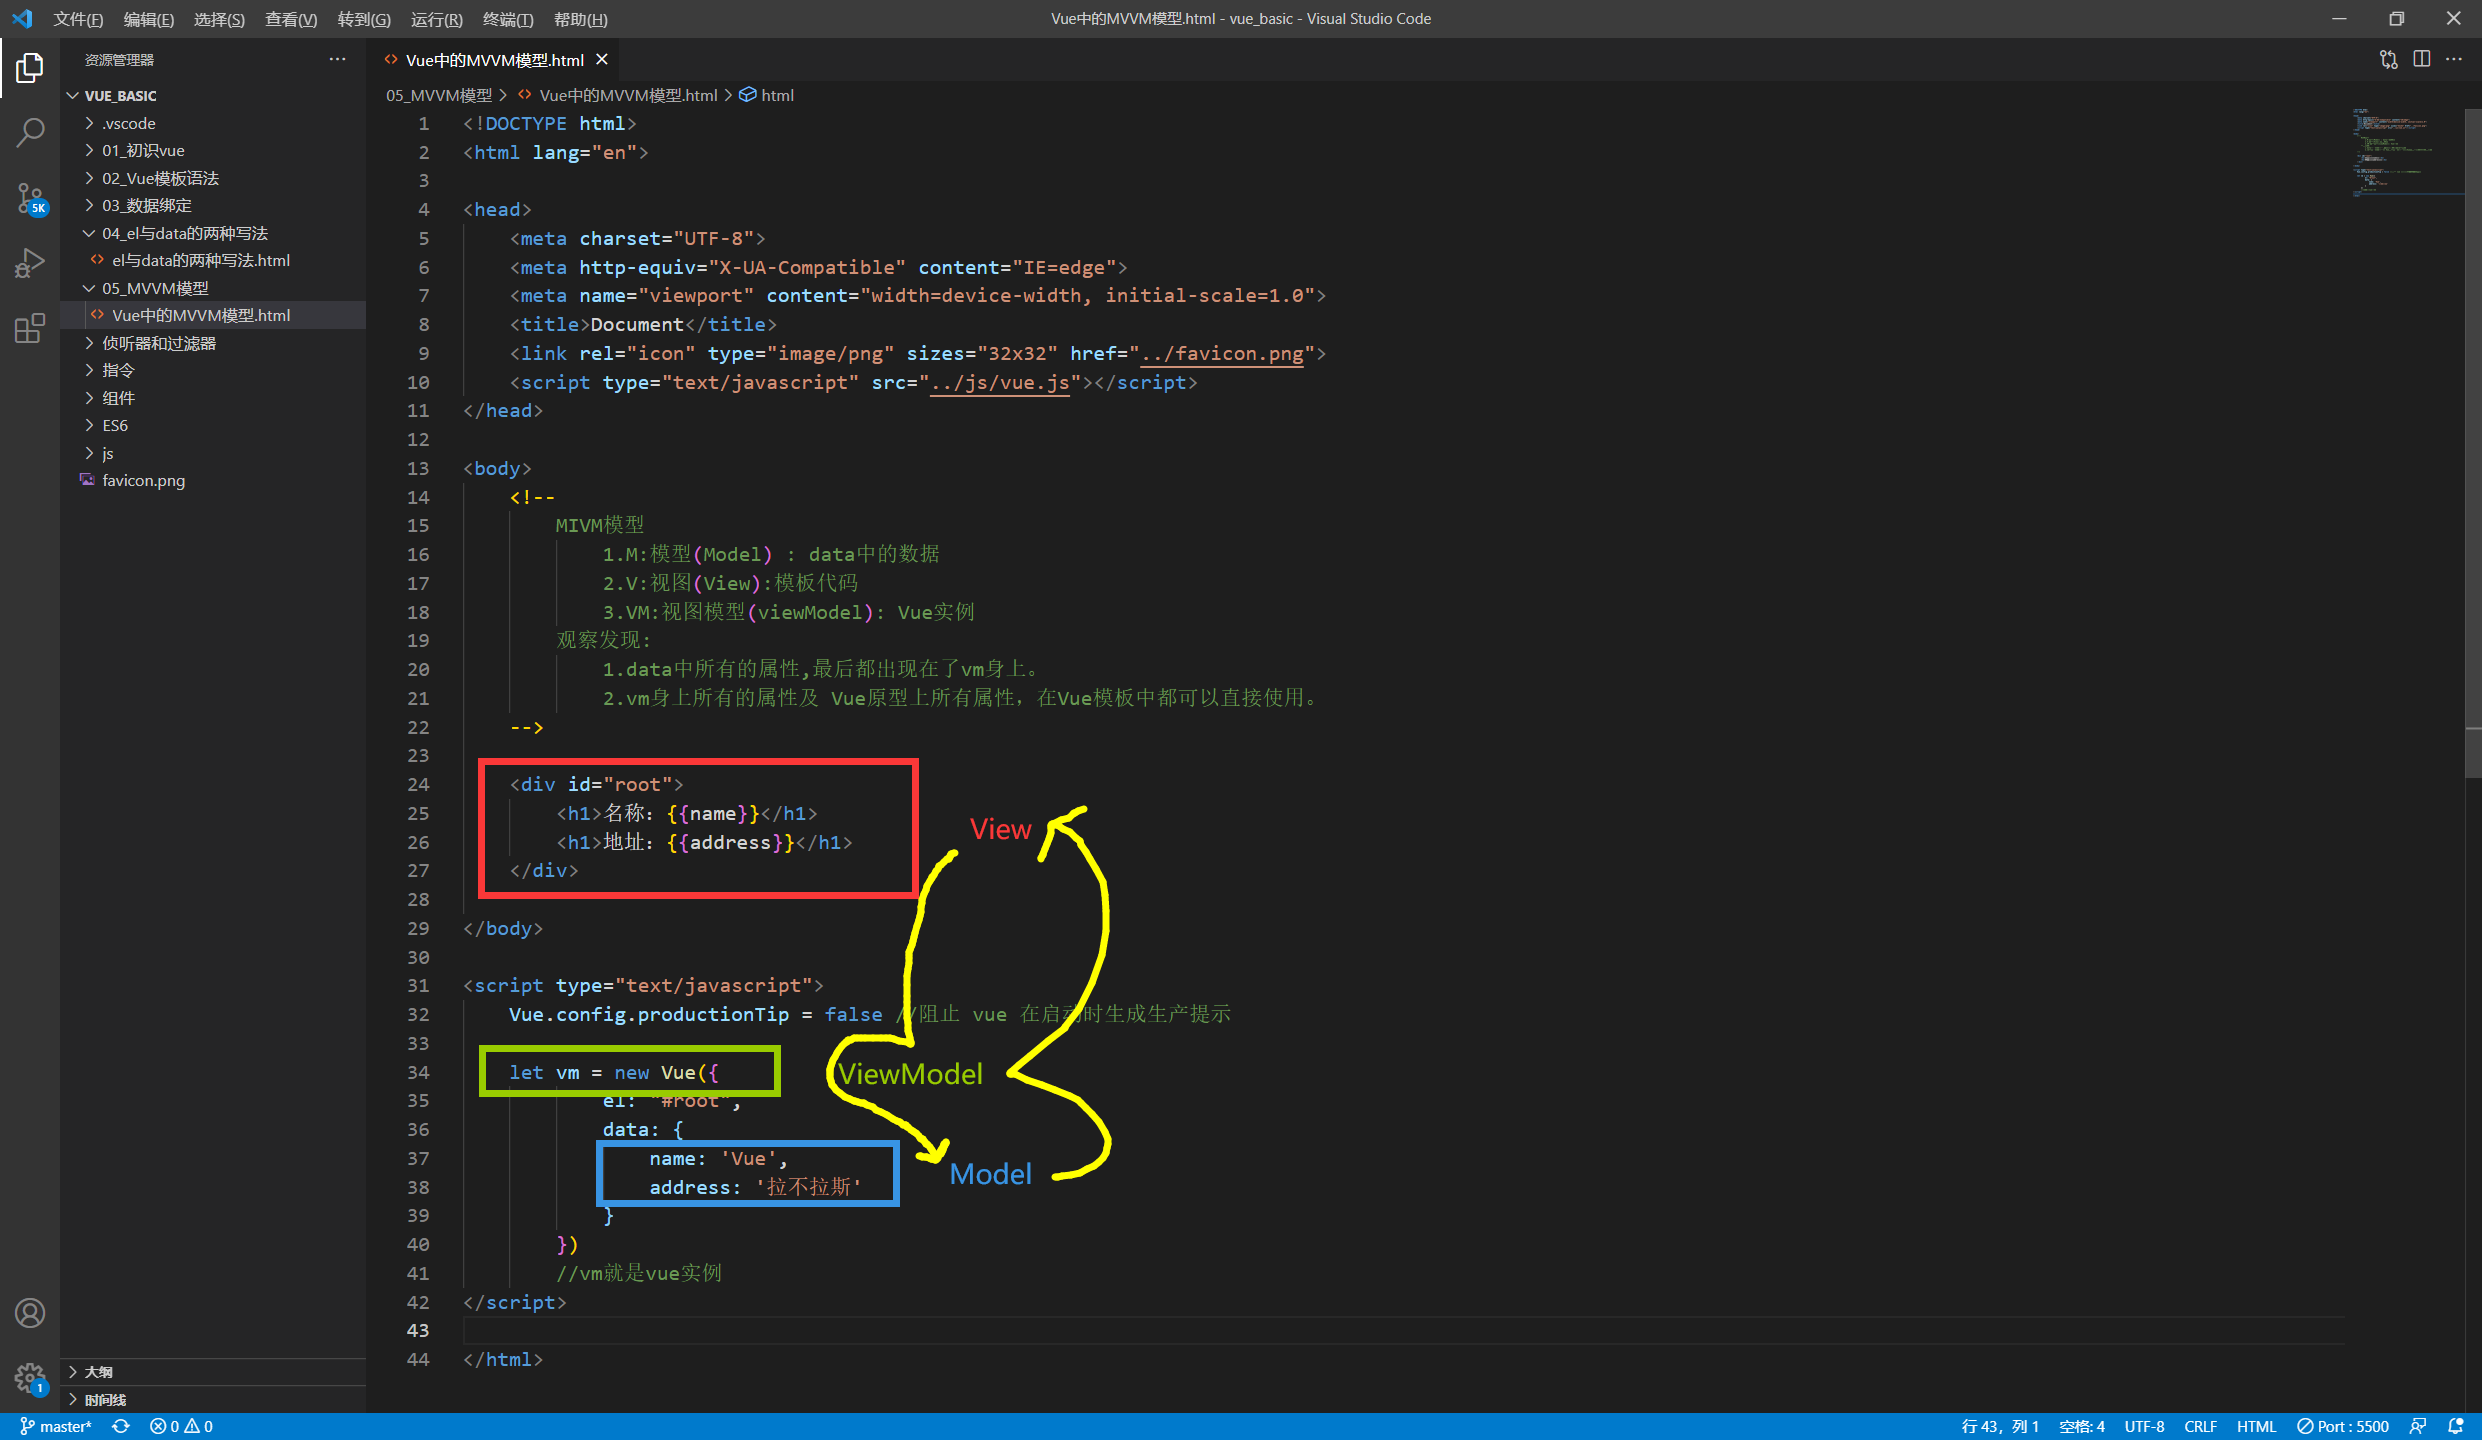 文件(F) 编辑(E) 选择(S) 查看(V) 转到(G) 运行(R) 终端(T) 帮助(H) Vue中的MVVM模型.html - vue_basic - Visual Studio Code
资源管理器
VUE_BASIC
.vscode
01_初识vue
02_Vue模板语法
03_数据绑定
04_el与data的两种写法
el与data的两种写法.html
05_MVVM模型
Vue中的MVVM模型.html
侦听器和过滤器
指令
组件
ES6
js
favicon.png
大纲
时间线
5K
1
Vue中的MVVM模型.html
05_MVVM模型 > Vue中的MVVM模型.html > html
1 <!DOCTYPE html>
2 <html lang="en">
3
4 <head>
5 <meta charset="UTF-8">
6 <meta http-equiv="X-UA-Compatible" content="IE=edge">
7 <meta name="viewport" content="width=device-width, initial-scale=1.0">
8 <title>Document</title>
9 <link rel="icon" type="image/png" sizes="32x32" href="../favicon.png">
10 <script type="text/javascript" src="../js/vue.js"></script>
11 </head>
12
13 <body>
14 <!--
15 MIVM模型
16 1.M:模型(Model) : data中的数据
17 2.V:视图(View):模板代码
18 3.VM:视图模型(viewModel): Vue实例
19 观察发现:
20 1.data中所有的属性,最后都出现在了vm身上。
21 2.vm身上所有的属性及 Vue原型上所有属性，在Vue模板中都可以直接使用。
22 -->
23
24 <div id="root">
25 <h1>名称：{{name}}</h1>
26 <h1>地址：{{address}}</h1>
27 </div>
28
29 </body>
30
31 <script type="text/javascript">
32 Vue.config.productionTip = false //阻止 vue 在启动时生成生产提示
33
34 let vm = new Vue({
35 el: "#root",
36 data: {
37 name: 'Vue',
38 address: '拉不拉斯'
39 }
40 })
41 //vm就是vue实例
42 </script>
43
44 </html>
View
ViewModel
Model
master* 0 0 行 43，列 1 空格: 4 UTF-8 CRLF HTML Port : 5500